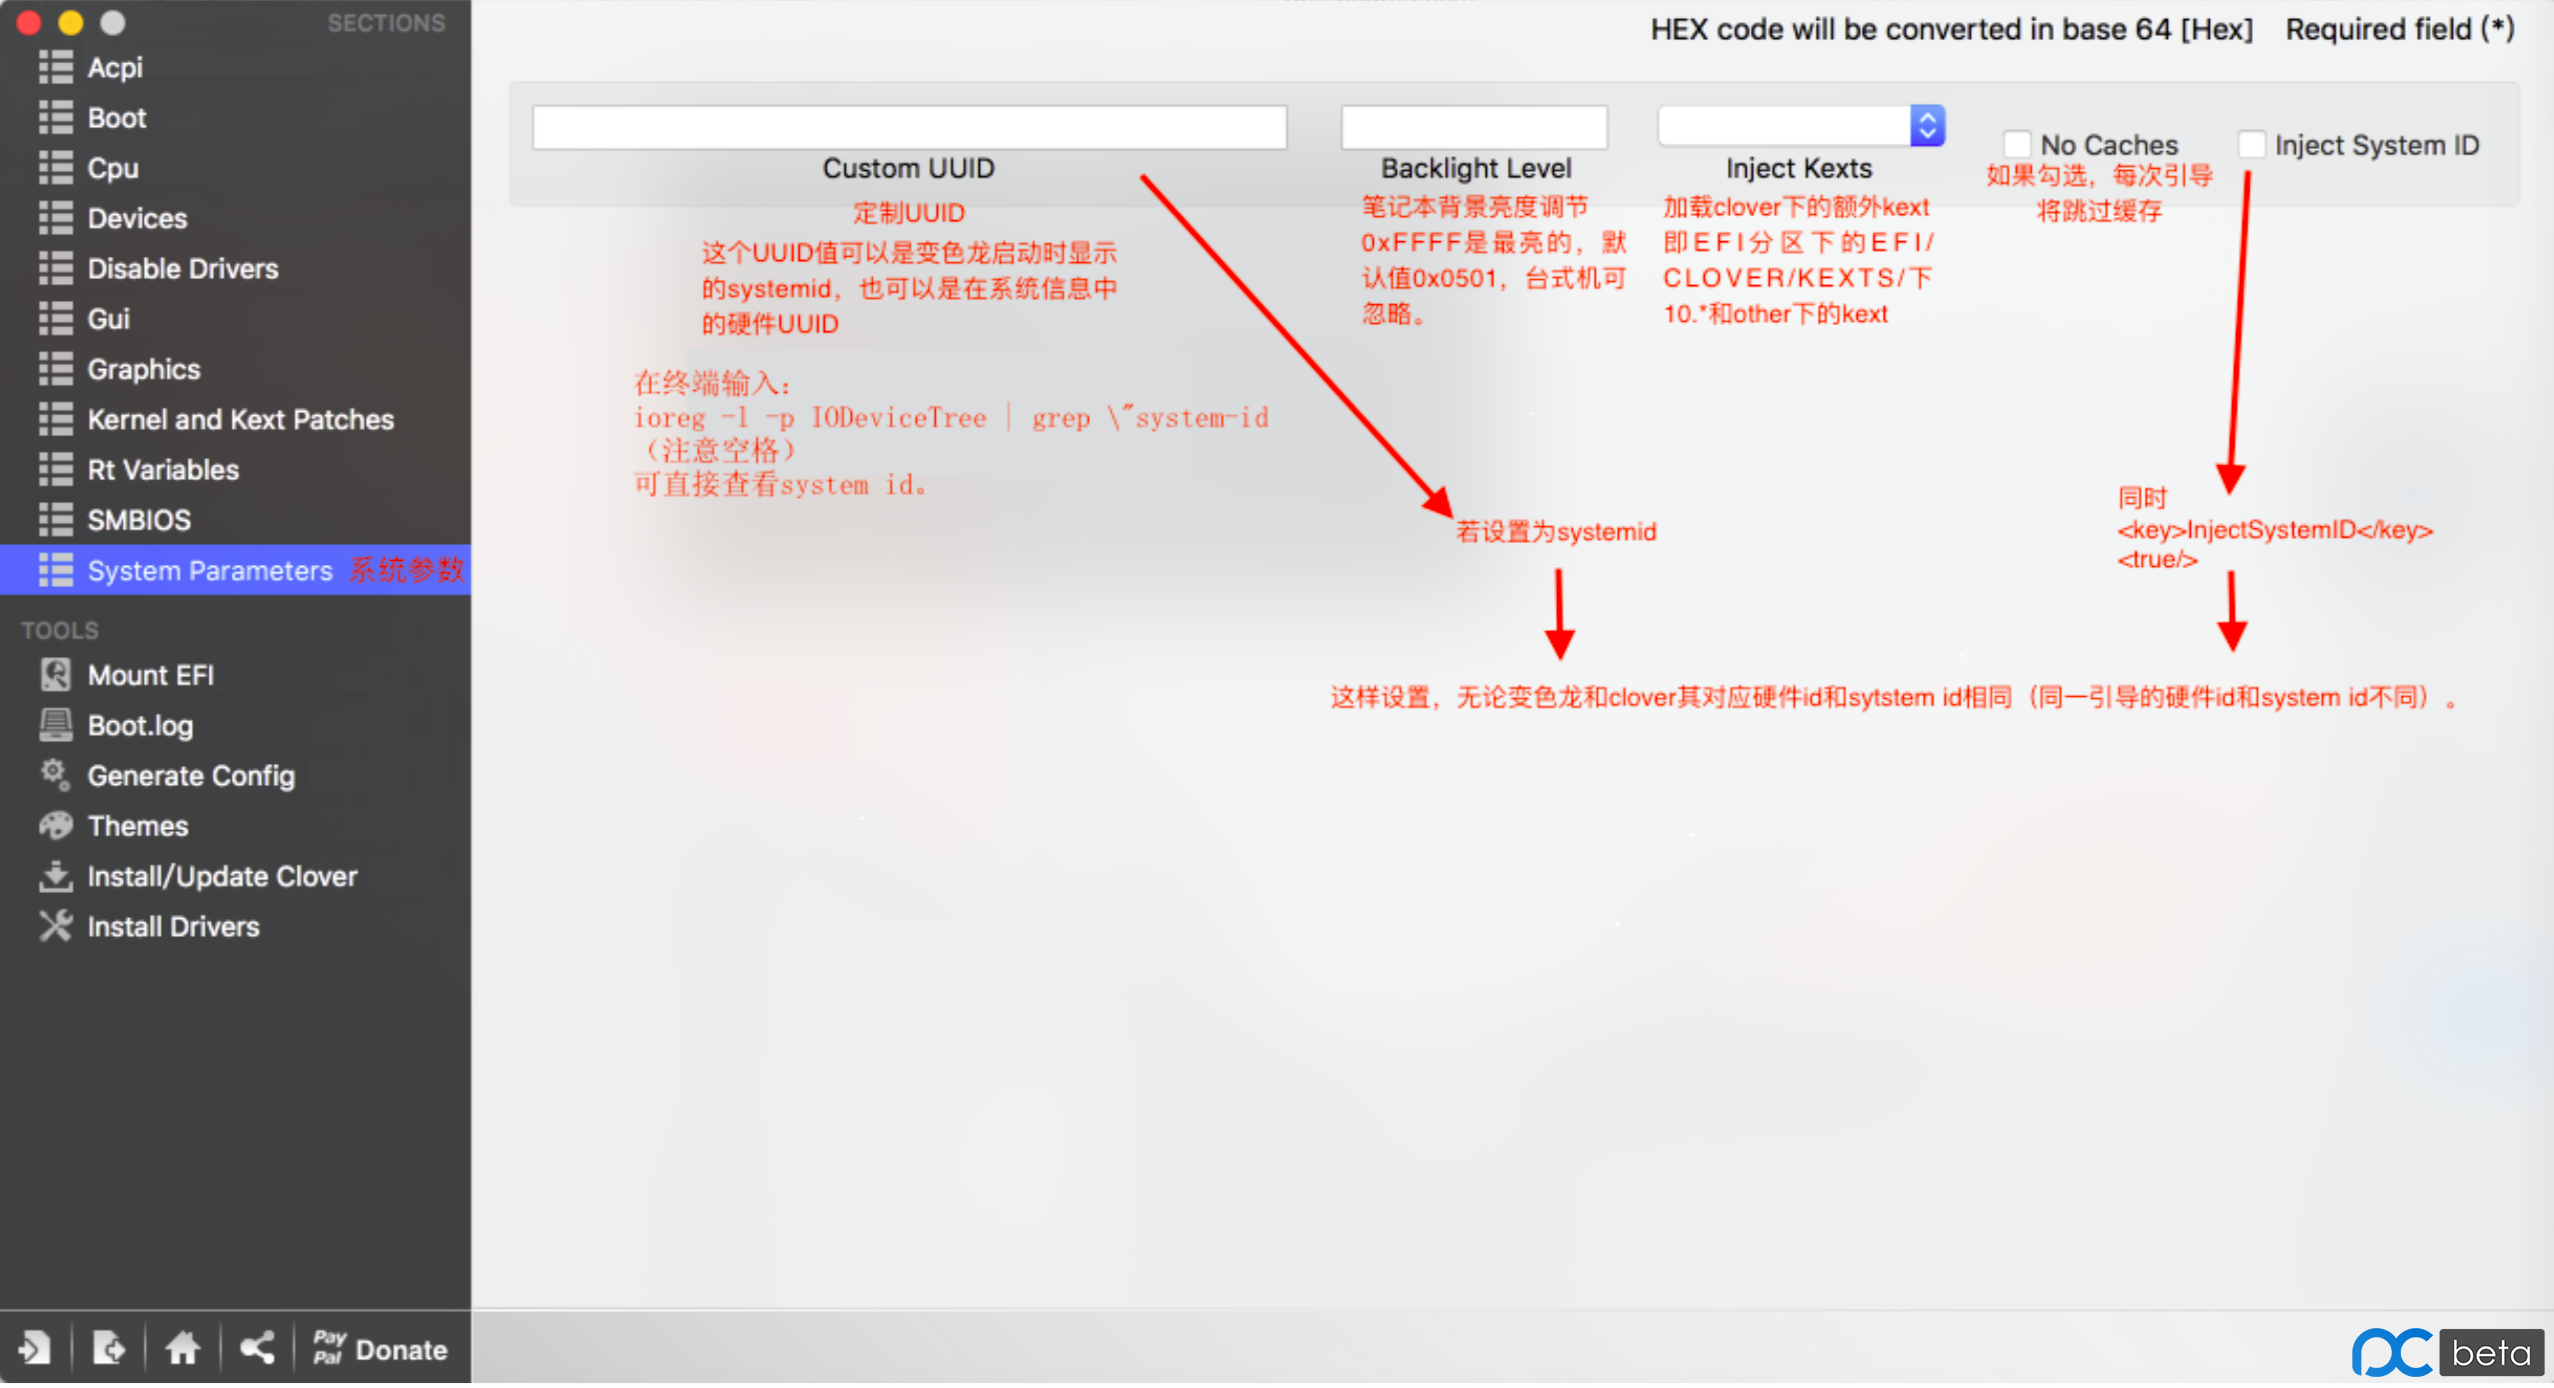 SECTIONS
Acpi
Boot
Cpu
Devices
Disable Drivers
Gui
Graphics
Kernel and Kext Patches
Rt Variables
SMBIOS
System Parameters 系统参数
TOOLS
Mount EFI
Boot.log
Generate Config
Themes
Install/Update Clover
Install Drivers
Pay
Pal
Donate
HEX code will be converted in base 64 [Hex] Required field (*)
Custom UUID
定制UUID
这个UUID值可以是变色龙启动时显示
的systemid，也可以是在系统信息中
的硬件UUID
在终端输入：
ioreg -l -p IODeviceTree | grep \"system-id
（注意空格）
可直接查看system id。
Backlight Level
笔记本背景亮度调节
0xFFFF是最亮的，默
认值0x0501，台式机可
忽略。
Inject Kexts
加载clover下的额外kext
即EFI分区下的EFI/
CLOVER/KEXTS/下
10.*和other下的kext
No Caches
如果勾选，每次引导
将跳过缓存
Inject System ID
若设置为systemid
同时
<key>InjectSystemID</key>
<true/>
这样设置，无论变色龙和clover其对应硬件id和sytstem id相同（同一引导的硬件id和system id不同）。
pc beta